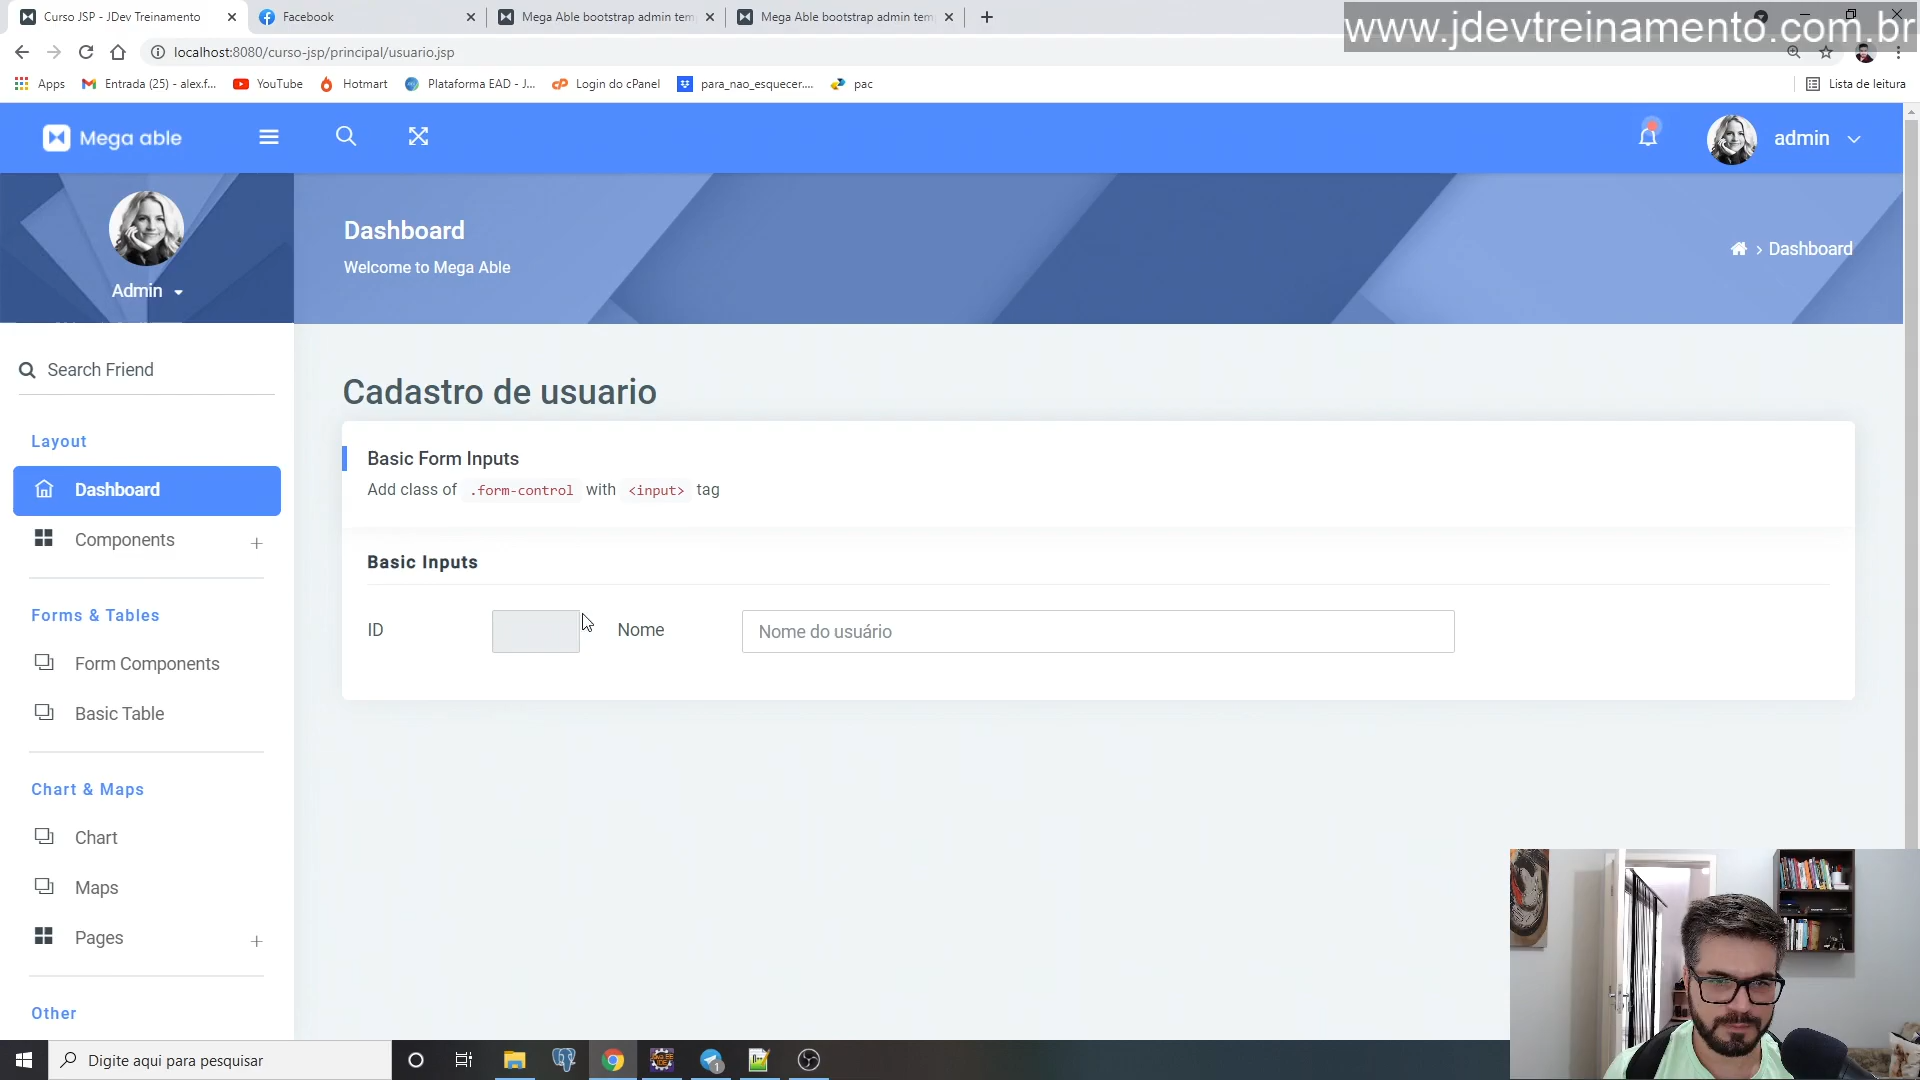 Curso JSP - JDev Treinamento
Facebook
Mega Able bootstrap admin tem
Mega Able bootstrap admin tem
www.jdevtreinamento.com.br
localhost:8080/curso-jsp/principal/usuario.jsp
Apps
Entrada (25) - alex.f...
YouTube
Hotmart
Plataforma EAD - J...
Login do cPanel
para_nao_esquecer....
pac
Lista de leitura
Mega able
admin
Dashboard
Welcome to Mega Able
Dashboard
Admin
Search Friend
Cadastro de usuario
Layout
Basic Form Inputs
Add class of .form-control with <input> tag
Dashboard
Components
Basic Inputs
Forms & Tables
ID
Nome
Nome do usuário
Form Components
Basic Table
Chart & Maps
Chart
Maps
Pages
Other
Digite aqui para pesquisar
1